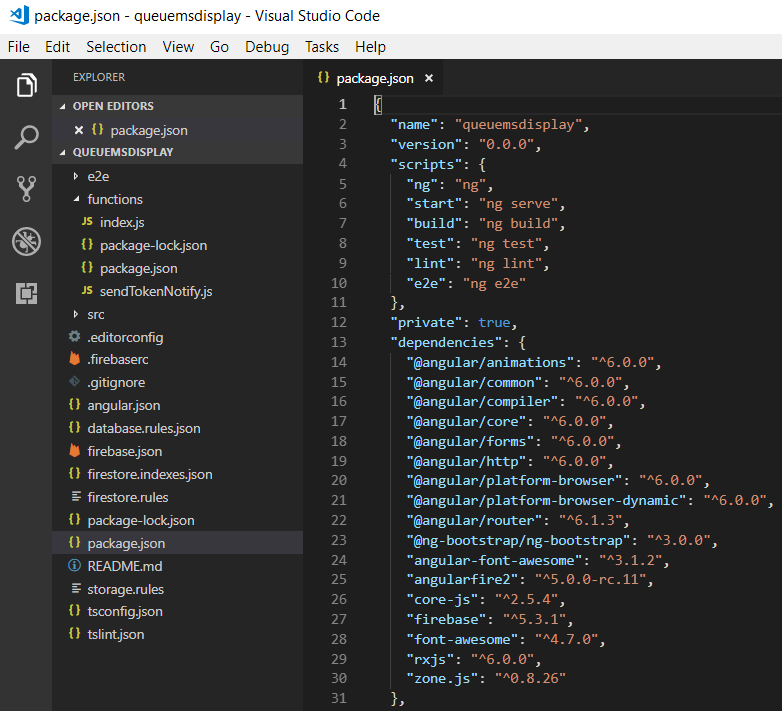 package.json - queuemsdisplay - Visual Studio Code
File Edit Selection View Go Debug Tasks Help
EXPLORER
OPEN EDITORS
package.json
QUEUEMSDISPLAY
e2e
functions
JS index.js
{} package-lock.json
{} package.json
JS sendTokenNotify.js
src
.editorconfig
.firebaserc
.gitignore
{} angular.json
{} database.rules.json
firebase.json
{} firestore.indexes.json
firestore.rules
{} package-lock.json
{} package.json
README.md
storage.rules
{} tsconfig.json
{} tslint.json
{} package.json ×
1 {
2 "name": "queuemsdisplay",
3 "version": "0.0.0",
4 "scripts": {
5 "ng": "ng",
6 "start": "ng serve",
7 "build": "ng build",
8 "test": "ng test",
9 "lint": "ng lint",
10 "e2e": "ng e2e"
11 },
12 "private": true,
13 "dependencies": {
14 "@angular/animations": "^6.0.0",
15 "@angular/common": "^6.0.0",
16 "@angular/compiler": "^6.0.0",
17 "@angular/core": "^6.0.0",
18 "@angular/forms": "^6.0.0",
19 "@angular/http": "^6.0.0",
20 "@angular/platform-browser": "^6.0.0",
21 "@angular/platform-browser-dynamic": "^6.0.0",
22 "@angular/router": "^6.1.3",
23 "@ng-bootstrap/ng-bootstrap": "^3.0.0",
24 "angular-font-awesome": "^3.1.2",
25 "angularfire2": "^5.0.0-rc.11",
26 "core-js": "^2.5.4",
27 "firebase": "^5.3.1",
28 "font-awesome": "^4.7.0",
29 "rxjs": "^6.0.0",
30 "zone.js": "^0.8.26"
31 },